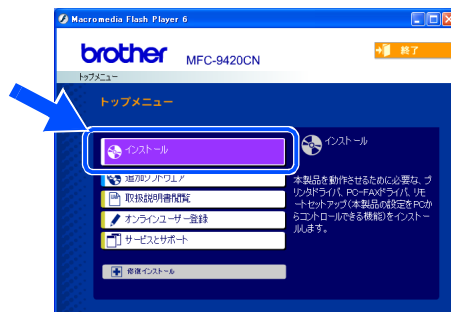 Macromedia Flash Player 6
brother MFC-9420CN
終了
トップメニュー
トップメニュー
インストール
追加ソフトウェア
取扱説明書閲覧
オンラインユーザー登録
サービスとサポート
修復インストール
インストール
本製品を動作させるために必要な、プ
リンタドライバ、PC-FAXドライバ、リモ
ートセットアップ(本製品の設定をPCか
らコントロールできる機能)をインストー
ルします。